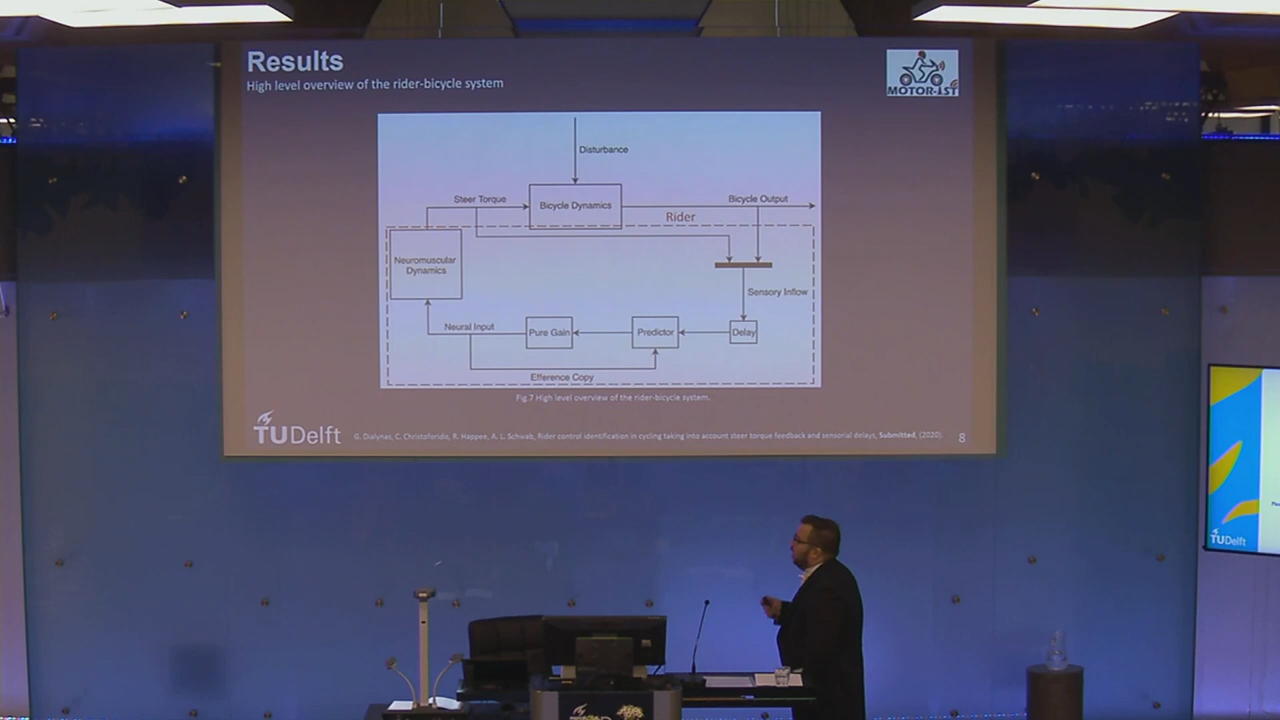 Results
High level overview of the rider-bicycle system
MOTOR-IST
Disturbance
Steer Torque
Bicycle Dynamics
Bicycle Output
Rider
Neuromuscular
Dynamics
Sensory Inflow
Neural Input
Pure Gain
Predictor
Delay
Efference Copy
Fig.7 High level overview of the rider-bicycle system.
TUDelft
G. Dialynas, C. Christoforidis, R. Happee, A. L. Schwab, Rider control identification in cycling taking into account steer torque feedback and sensorial delays, Submitted, (2020).
8
TUDelft